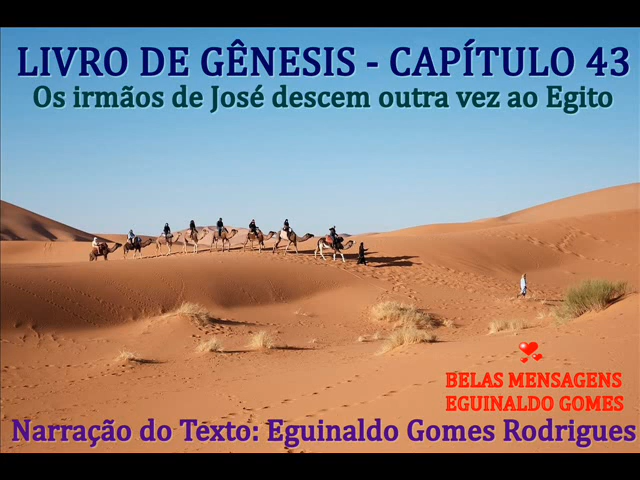 LIVRO DE GÊNESIS - CAPÍTULO 43
Os irmãos de José descem outra vez ao Egito
BELAS MENSAGENS
EGUINALDO GOMES
Narração do Texto: Eguinaldo Gomes Rodrigues